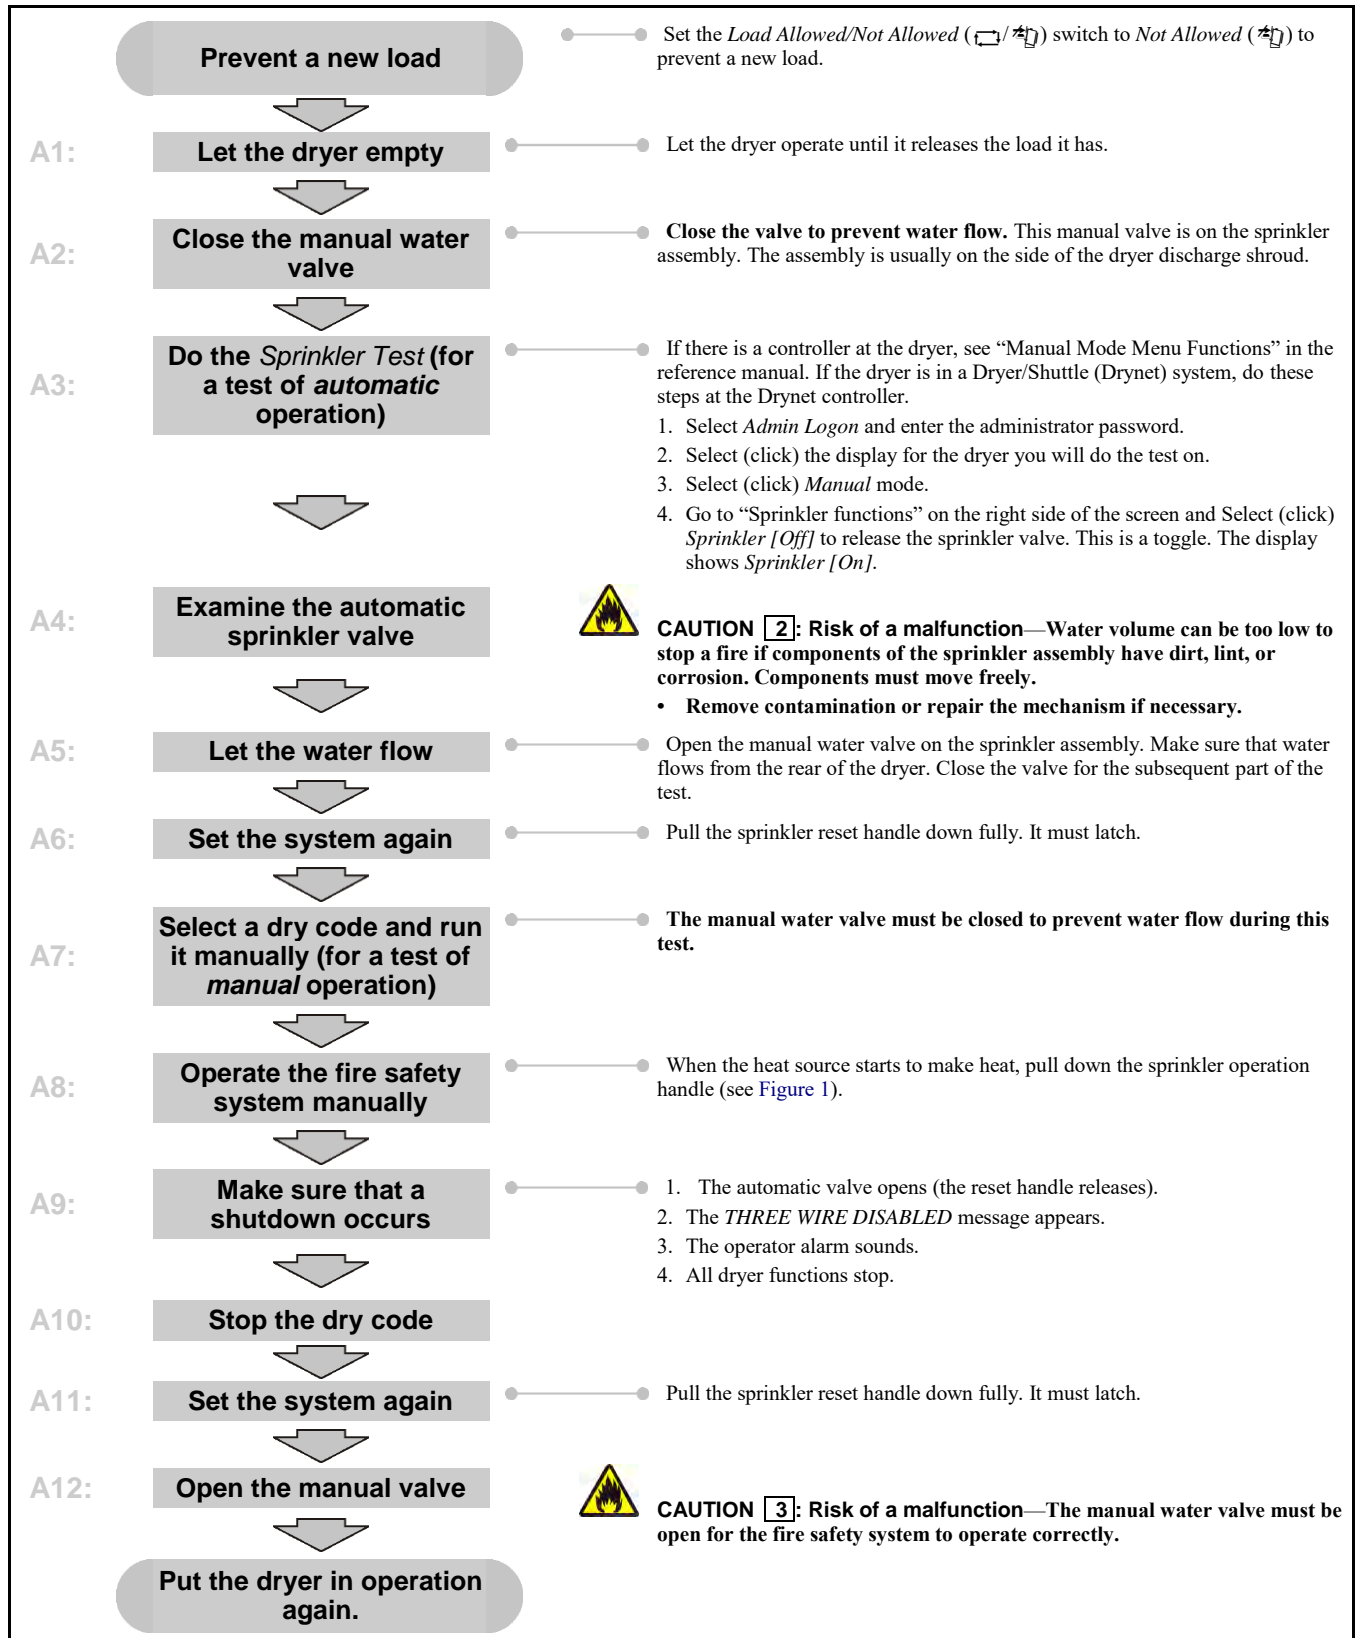 Prevent a new load
Set the Load Allowed/Not Allowed ( / ) switch to Not Allowed ( ) to
prevent a new load.
A1:
Let the dryer empty
Let the dryer operate until it releases the load it has.
A2:
Close the manual water
valve
Close the valve to prevent water flow. This manual valve is on the sprinkler
assembly. The assembly is usually on the side of the dryer discharge shroud.
A3:
Do the Sprinkler Test (for
a test of automatic
operation)
If there is a controller at the dryer, see “Manual Mode Menu Functions” in the
reference manual. If the dryer is in a Dryer/Shuttle (Drynet) system, do these
steps at the Drynet controller.
1. Select Admin Logon and enter the administrator password.
2. Select (click) the display for the dryer you will do the test on.
3. Select (click) Manual mode.
4. Go to “Sprinkler functions” on the right side of the screen and Select (click)
Sprinkler [Off] to release the sprinkler valve. This is a toggle. The display
shows Sprinkler [On].
A4:
Examine the automatic
sprinkler valve
CAUTION 2: Risk of a malfunction—Water volume can be too low to
stop a fire if components of the sprinkler assembly have dirt, lint, or
corrosion. Components must move freely.
• Remove contamination or repair the mechanism if necessary.
A5:
Let the water flow
Open the manual water valve on the sprinkler assembly. Make sure that water
flows from the rear of the dryer. Close the valve for the subsequent part of the
test.
A6:
Set the system again
Pull the sprinkler reset handle down fully. It must latch.
A7:
Select a dry code and run
it manually (for a test of
manual operation)
The manual water valve must be closed to prevent water flow during this
test.
A8:
Operate the fire safety
system manually
When the heat source starts to make heat, pull down the sprinkler operation
handle (see Figure 1).
A9:
Make sure that a
shutdown occurs
1. The automatic valve opens (the reset handle releases).
2. The THREE WIRE DISABLED message appears.
3. The operator alarm sounds.
4. All dryer functions stop.
A10:
Stop the dry code
A11:
Set the system again
Pull the sprinkler reset handle down fully. It must latch.
A12:
Open the manual valve
CAUTION 3: Risk of a malfunction—The manual water valve must be
open for the fire safety system to operate correctly.
Put the dryer in operation
again.